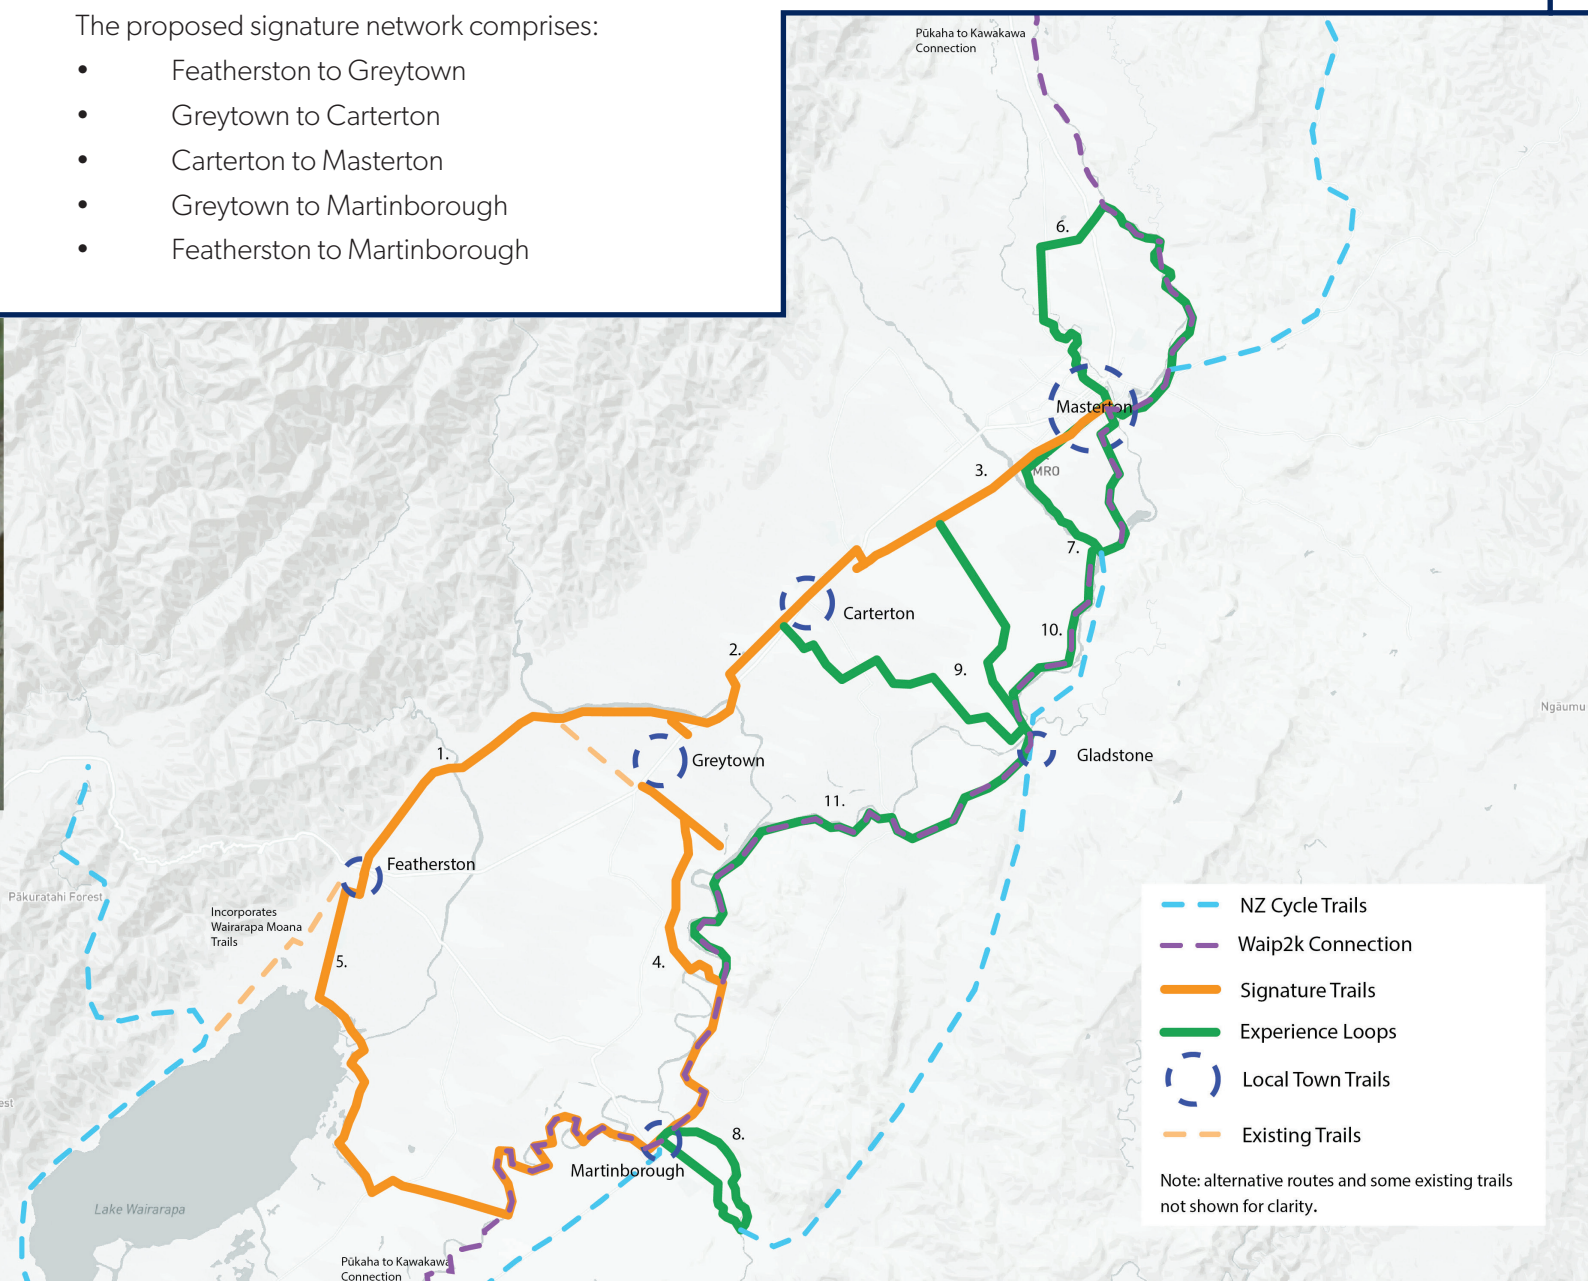 The proposed signature network comprises:
• Featherston to Greytown
• Greytown to Carterton
• Carterton to Masterton
• Greytown to Martinborough
• Featherston to Martinborough
Pūkaha to Kawakawa
Connection
6.
Masterton
3.
MRO
7.
Carterton
10.
2.
9.
Ngāumu
1.
Greytown
Gladstone
11.
Featherston
Pākuratahi Forest
Incorporates
Wairarapa Moana
Trails
5.
4.
8.
Martinborough
Lake Wairarapa
Pūkaha to Kawakawa
Connection
NZ Cycle Trails
Waip2k Connection
Signature Trails
Experience Loops
Local Town Trails
Existing Trails
Note: alternative routes and some existing trails
not shown for clarity.